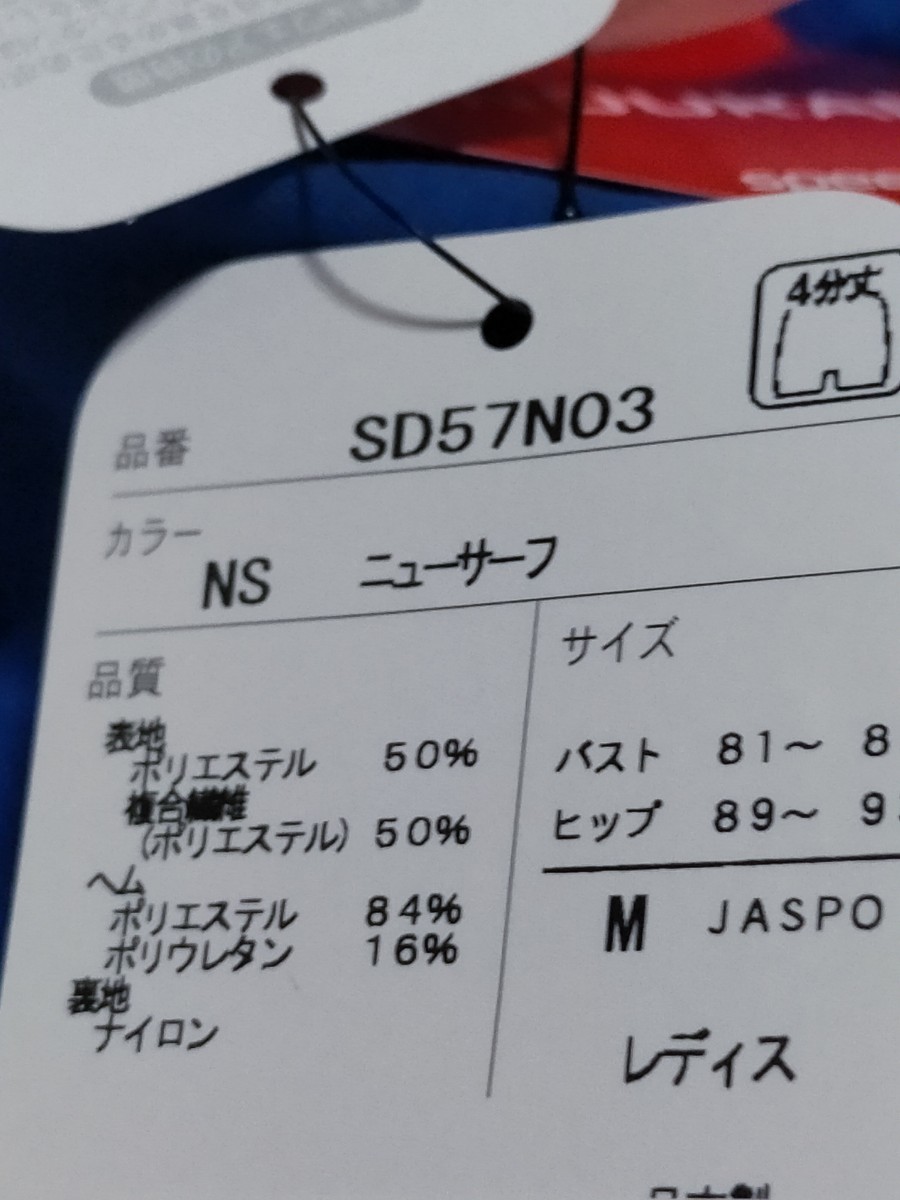 4分丈
品番 SD57N03
カラー
NS ニューサーフ
品質
表地
ポリエステル 50%
複合繊維
(ポリエステル) 50%
ヘム
ポリエステル 84%
ポリウレタン 16%
裏地
ナイロン
サイズ
バスト 81〜 8
ヒップ 89〜 9
M JASPO
レディス